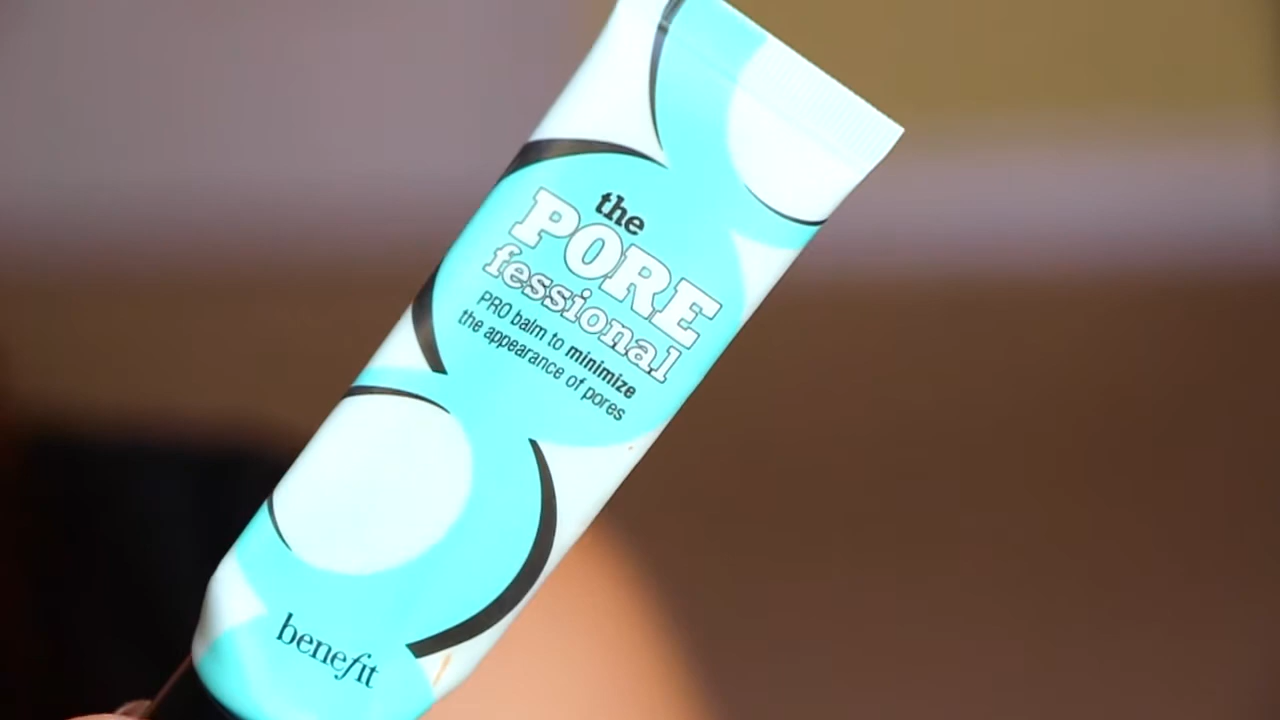 the
PORE
fessional
PRO balm to minimize
the appearance of pores
benefit